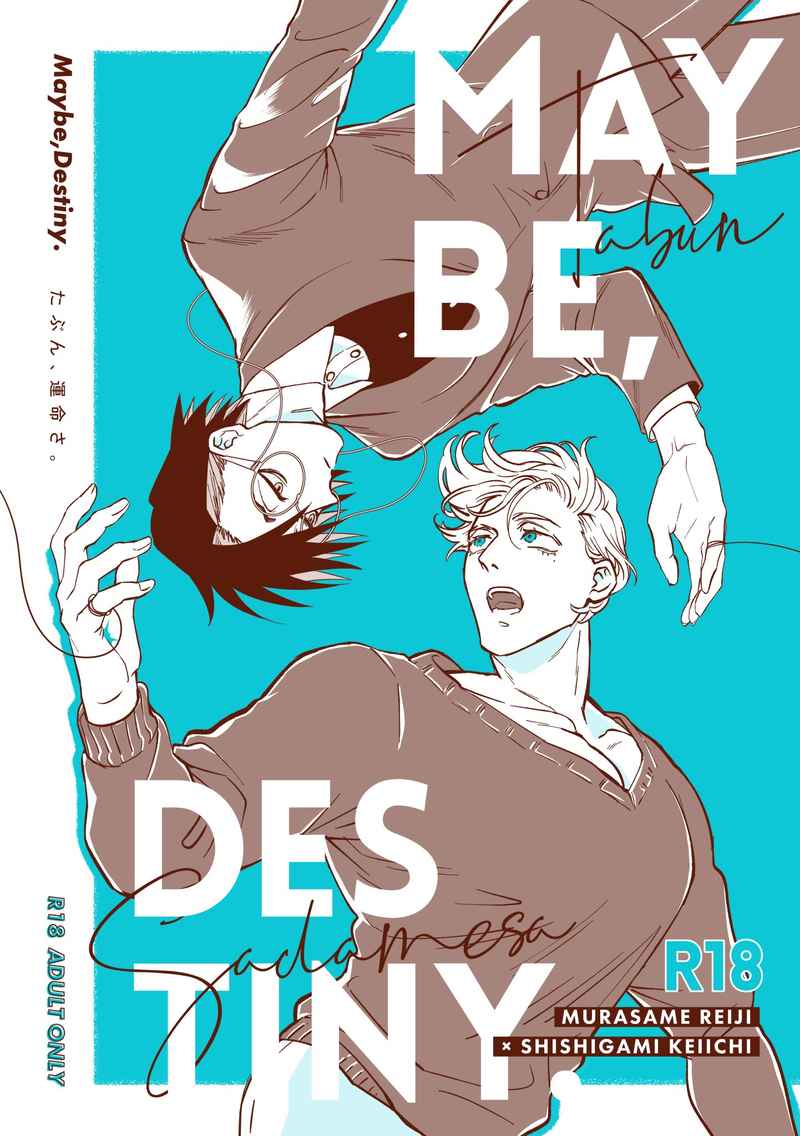 MAY
BE,
Tabun
Maybe,Destiny.
たぶん、運命さ。
DES
TINY.
Sadamesa
R18 ADULT ONLY
R18
MURASAME REIJI
× SHISHIGAMI KEIICHI